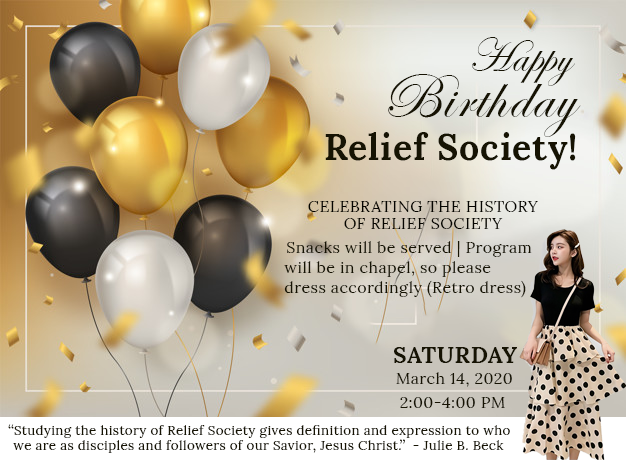 Happy
Birthday
Relief Society!
CELEBRATING THE HISTORY
OF RELIEF SOCIETY
Snacks will be served | Program
will be in chapel, so please
dress accordingly (Retro dress)
SATURDAY
March 14, 2020
2:00-4:00 PM
“Studying the history of Relief Society gives definition and expression to who
we are as disciples and followers of our Savior, Jesus Christ.” - Julie B. Beck